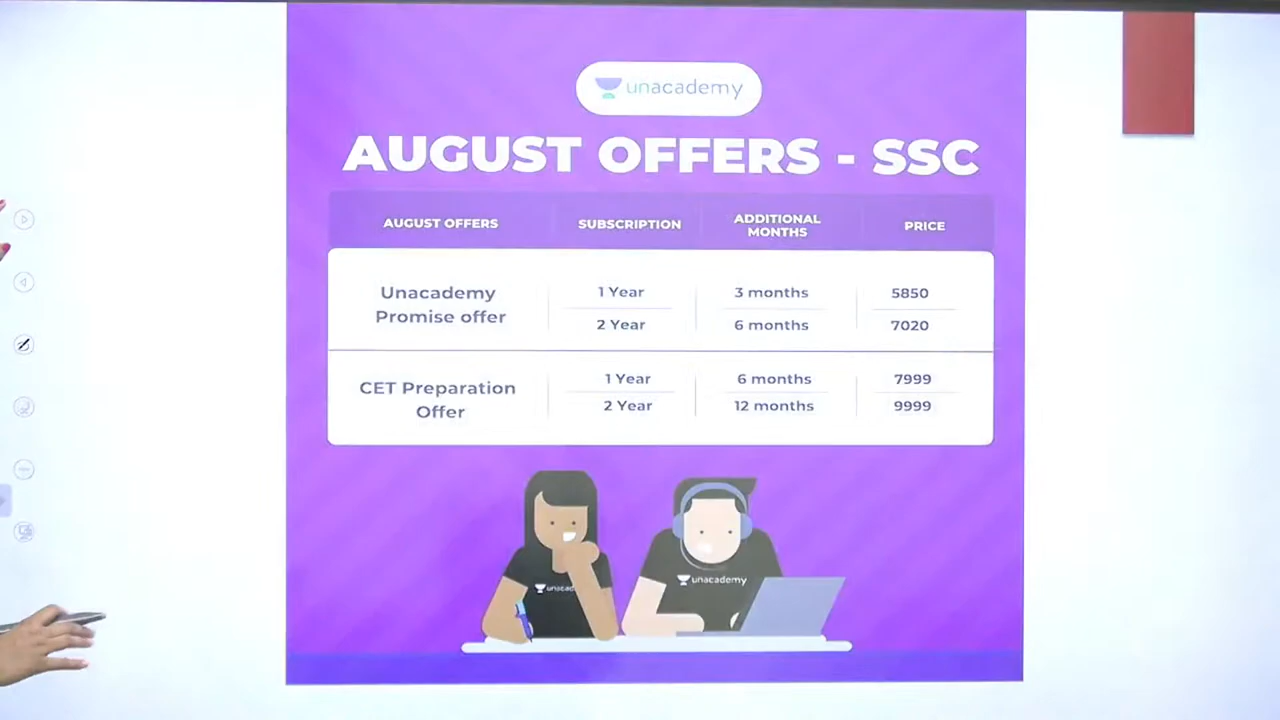 unacademy
AUGUST OFFERS - SSC
AUGUST OFFERS SUBSCRIPTION ADDITIONAL MONTHS PRICE
Unacademy Promise offer
1 Year 3 months 5850
2 Year 6 months 7020
CET Preparation Offer
1 Year 6 months 7999
2 Year 12 months 9999
unacademy